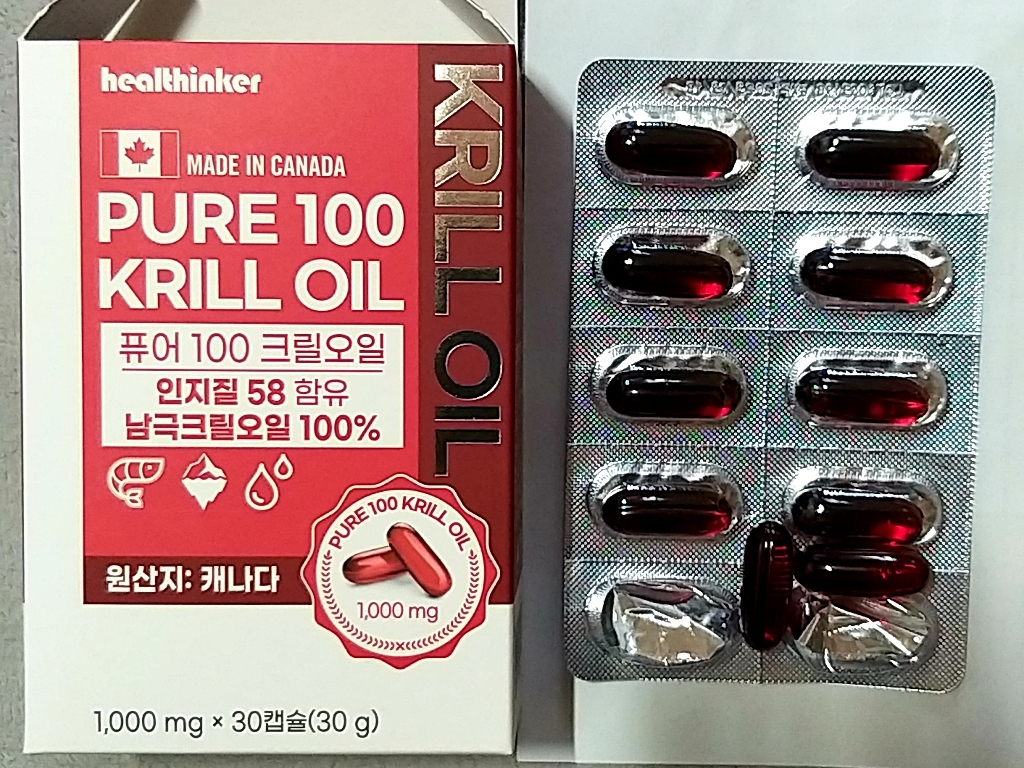 healthinker
MADE IN CANADA
PURE 100
KRILL OIL
퓨어 100 크릴오일
인지질 58 함유
남극크릴오일 100%
원산지: 캐나다
KRILL OIL
PURE 100 KRILL OIL
1,000 mg
1,000 mg × 30캡슐(30 g)